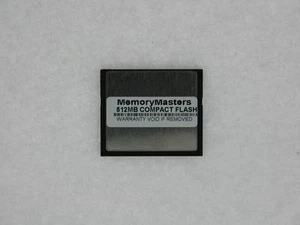 MemoryMasters
512MB COMPACT FLASH
WARRANTY VOID IF REMOVED